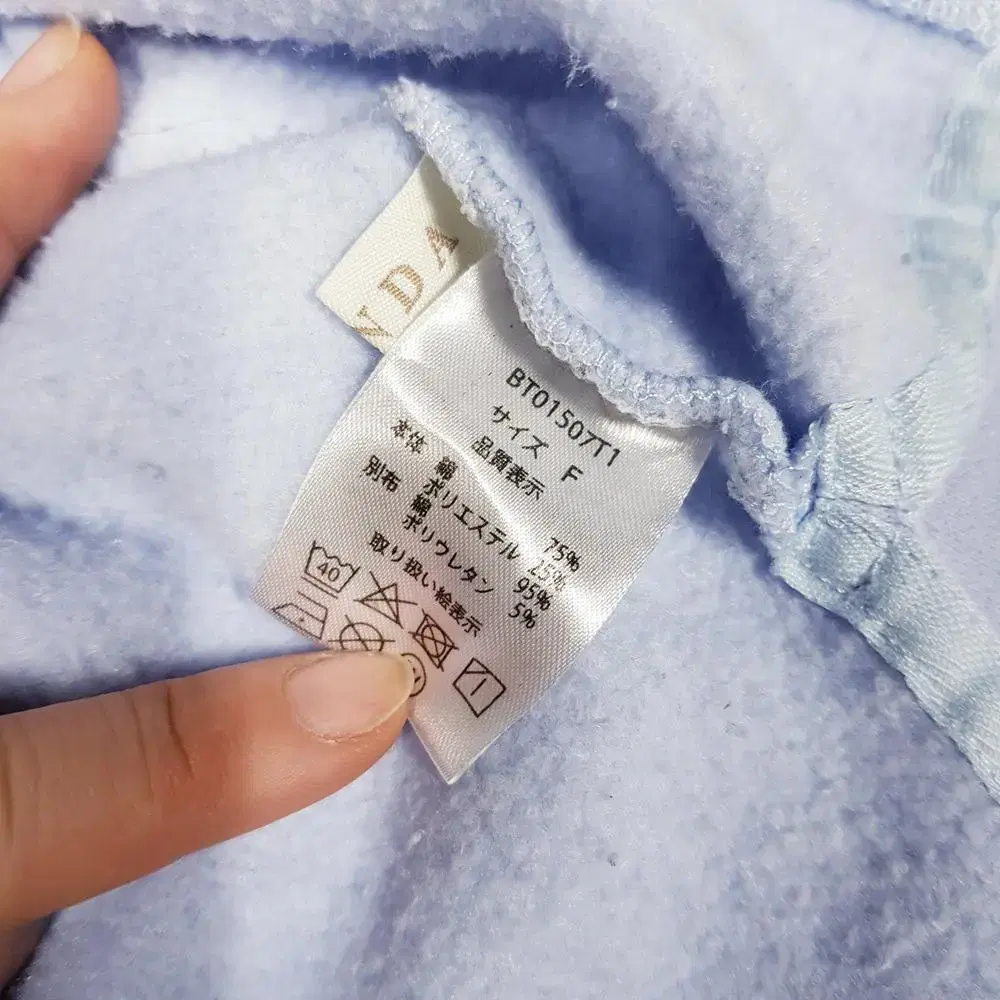 NDA
BT01507T1
サイズ F
品質表示
本体 綿 75%
ポリエステル 25%
別布 綿 95%
ポリウレタン 5%
取り扱い絵表示
40